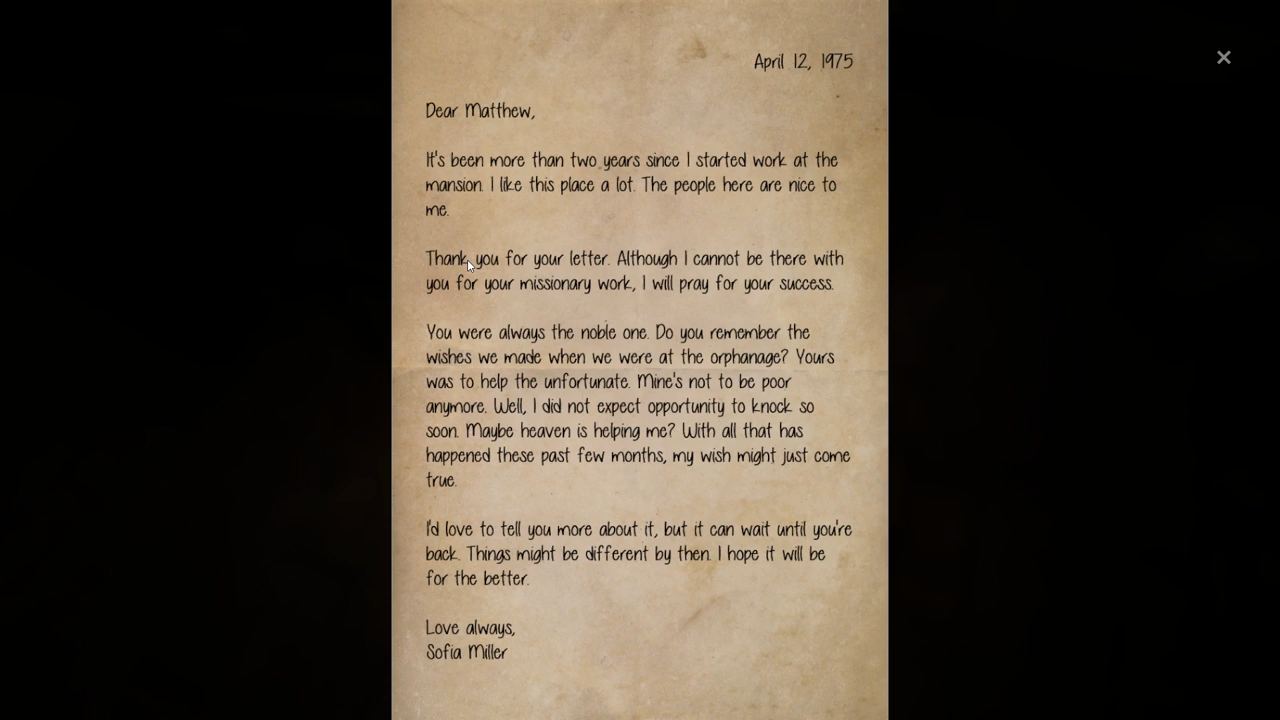 April 12, 1975
Dear Matthew,
It's been more than two years since I started work at the
mansion. I like this place a lot. The people here are nice to
me.
Thank you for your letter. Although I cannot be there with
you for your missionary work, I will pray for your success.
You were always the noble one. Do you remember the
wishes we made when we were at the orphanage? Yours
was to help the unfortunate. Mine's not to be poor
anymore. Well, I did not expect opportunity to knock so
soon. Maybe heaven is helping me? With all that has
happened these past few months, my wish might just come
true.
I'd love to tell you more about it, but it can wait until you're
back. Things might be different by then. I hope it will be
for the better.
Love always,
Sofia Miller